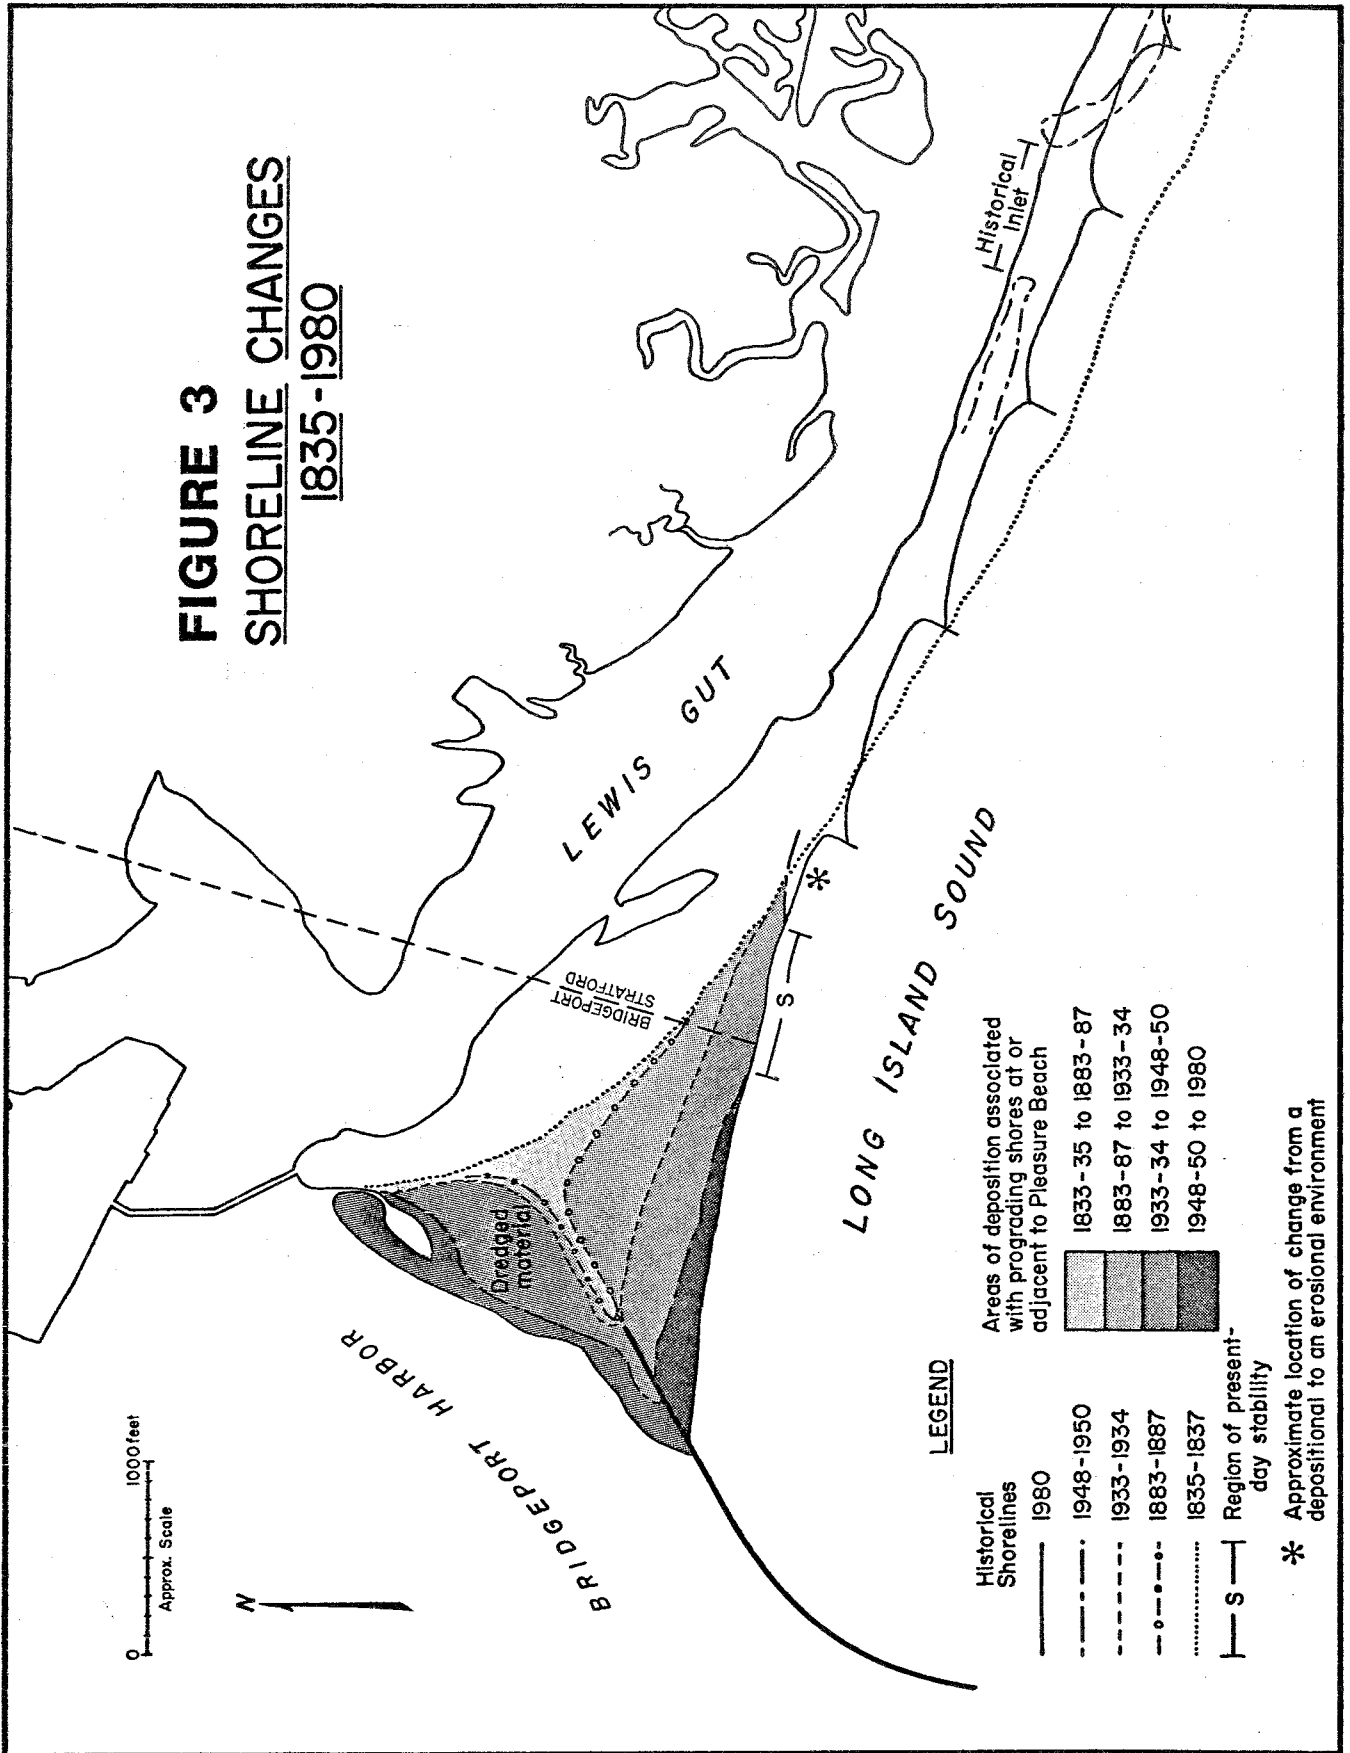 FIGURE 3
SHORELINE CHANGES
1835-1980
0 1000 feet
Approx. Scale
N
BRIDGEPORT HARBOR
Dredged
material
BRIDGEPORT
STRATFORD
LEWIS GUT
Historical
Inlet
S
LONG ISLAND SOUND
*
LEGEND
Historical
Shorelines
1980
1948-1950
1933-1934
1883-1887
1835-1837
S Region of present-
day stability
Areas of deposition associated
with prograding shores at or
adjacent to Pleasure Beach
1833-35 to 1883-87
1883-87 to 1933-34
1933-34 to 1948-50
1948-50 to 1980
* Approximate location of change from a
depositional to an erosional environment